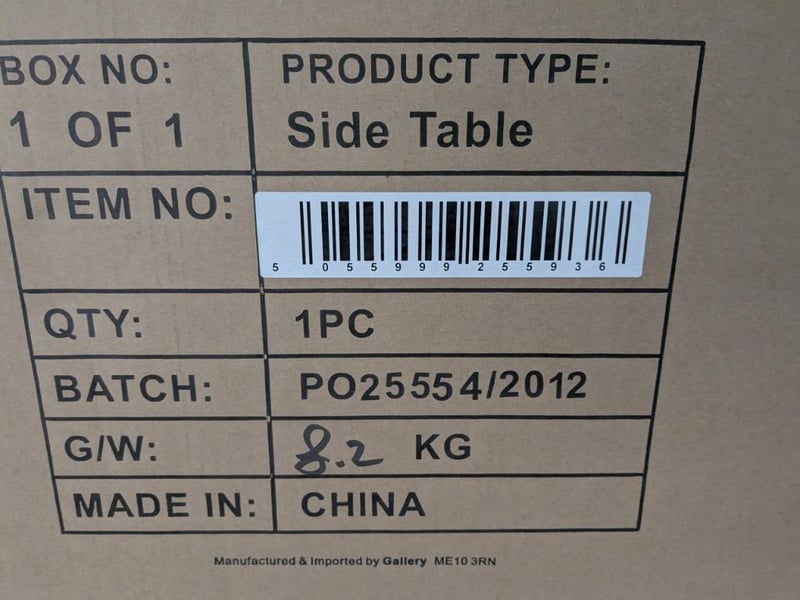 BOX NO: PRODUCT TYPE:
1 OF 1 Side Table
ITEM NO:
5 055999 255936
QTY: 1PC
BATCH: PO25554/2012
G/W: 8.2 KG
MADE IN: CHINA
Manufactured & Imported by Gallery ME10 3RN